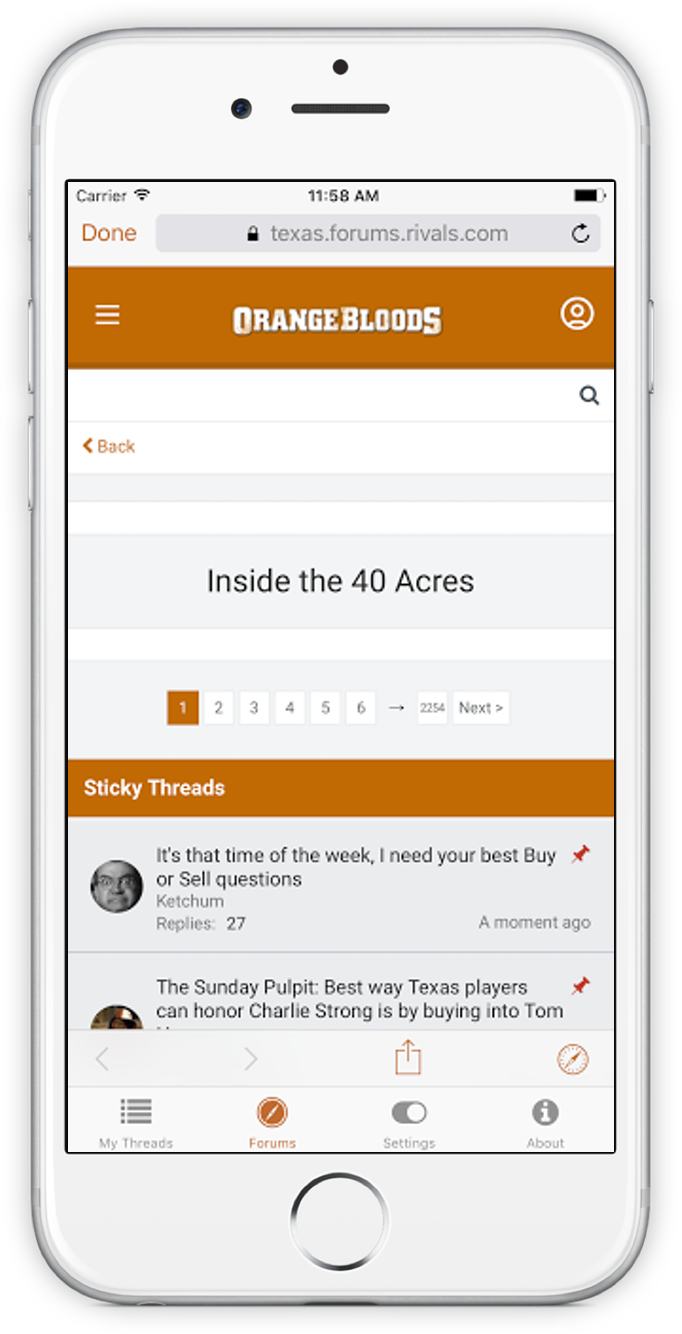 Carrier 11:58 AM
Done texas.forums.rivals.com
ORANGEBLOODS
Back
Inside the 40 Acres
1 2 3 4 5 6 → 2254 Next >
Sticky Threads
It's that time of the week, I need your best Buy
or Sell questions
Ketchum
Replies: 27 A moment ago
The Sunday Pulpit: Best way Texas players
can honor Charlie Strong is by buying into Tom
My Threads Forums Settings About